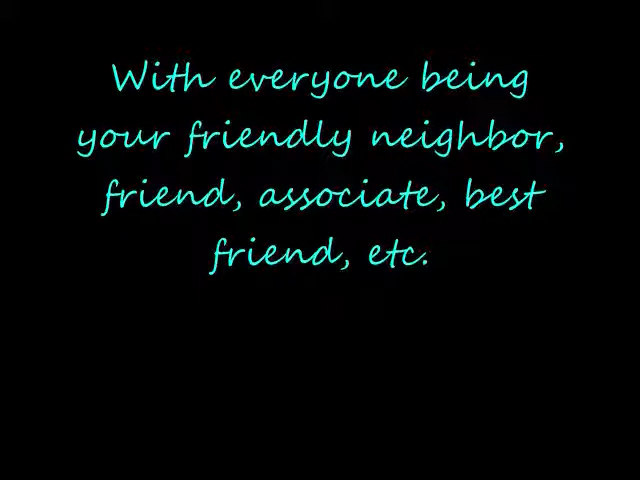 With everyone being
your friendly neighbor,
friend, associate, best
friend, etc.